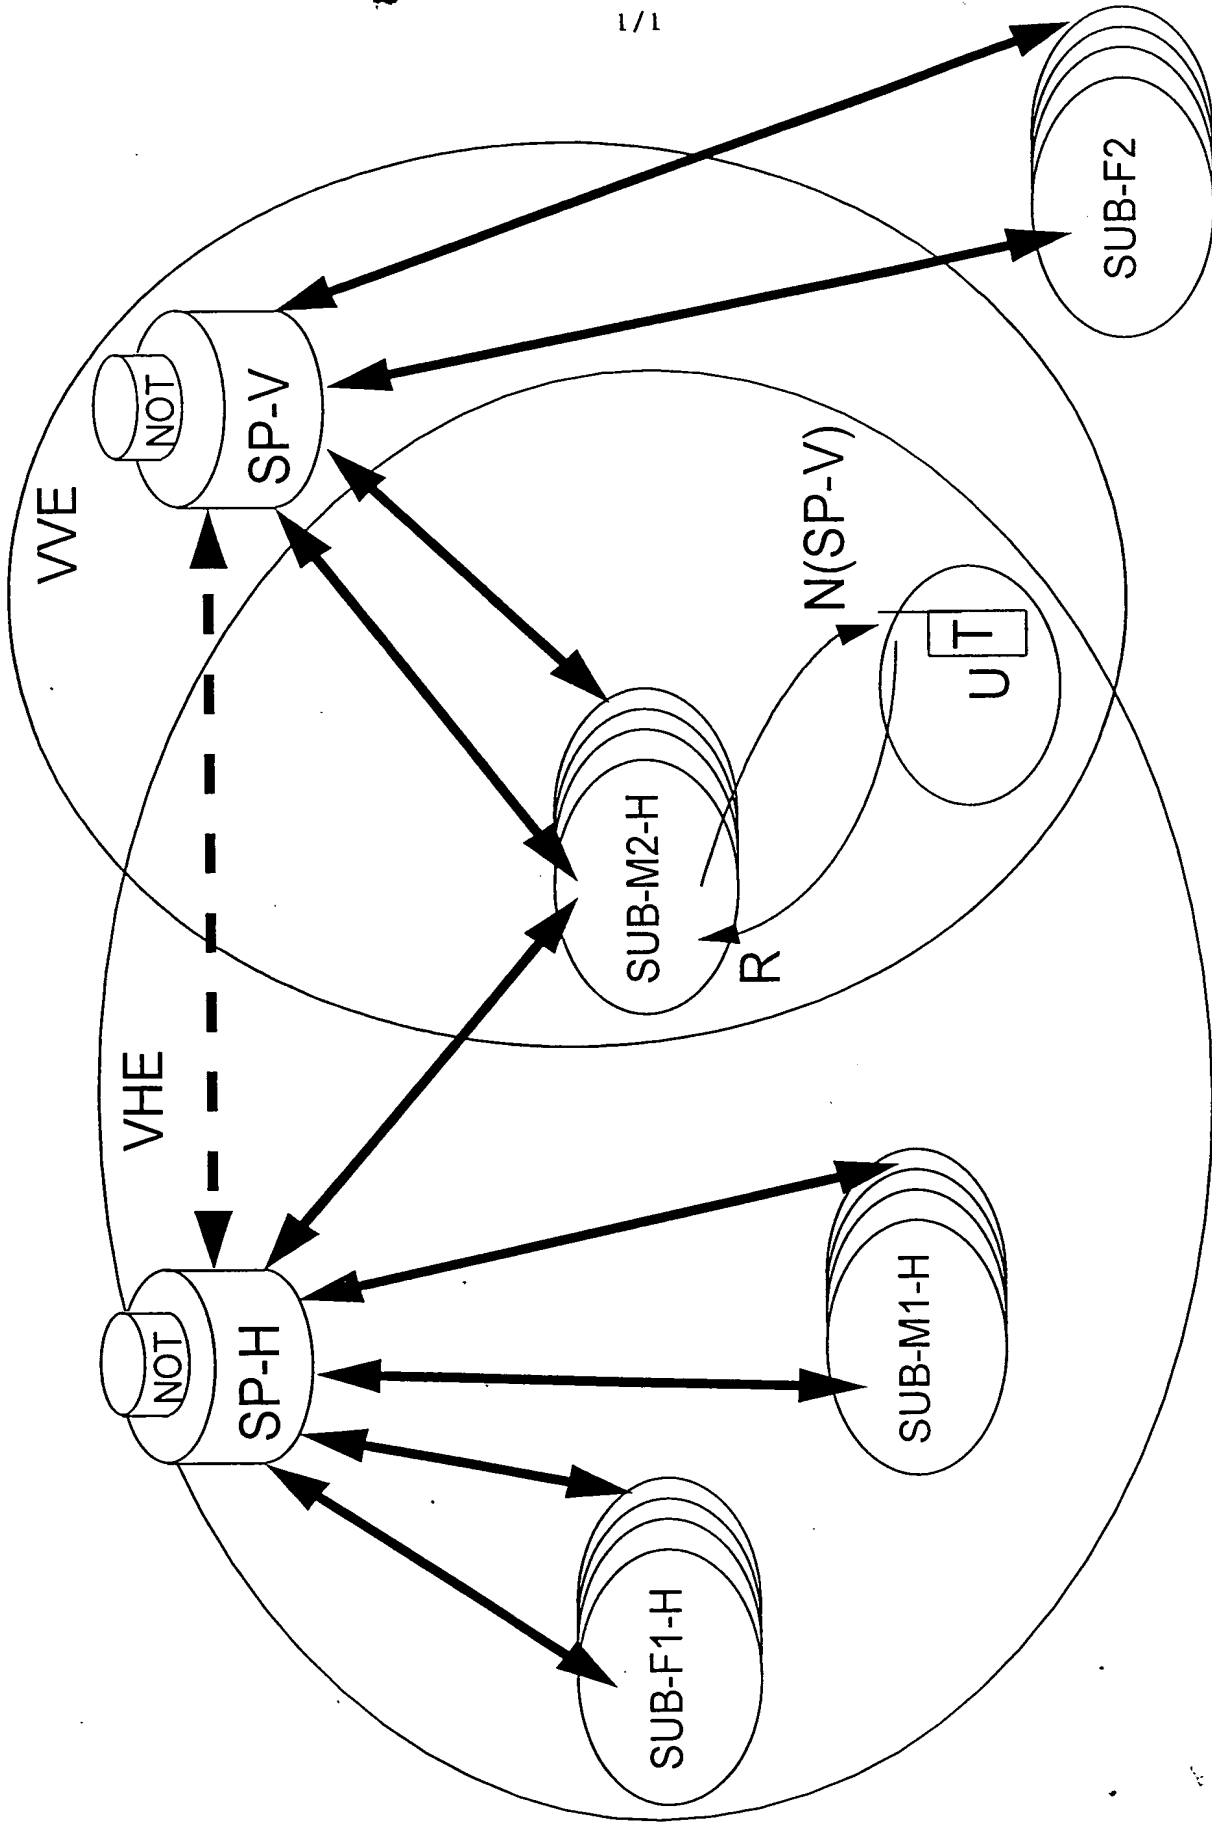 1/1
VHE
VVE
NOT
SP-H
NOT
SP-V
SUB-F1-H
SUB-M1-H
SUB-M2-H
R
N(SP-V)
U
T
SUB-F2